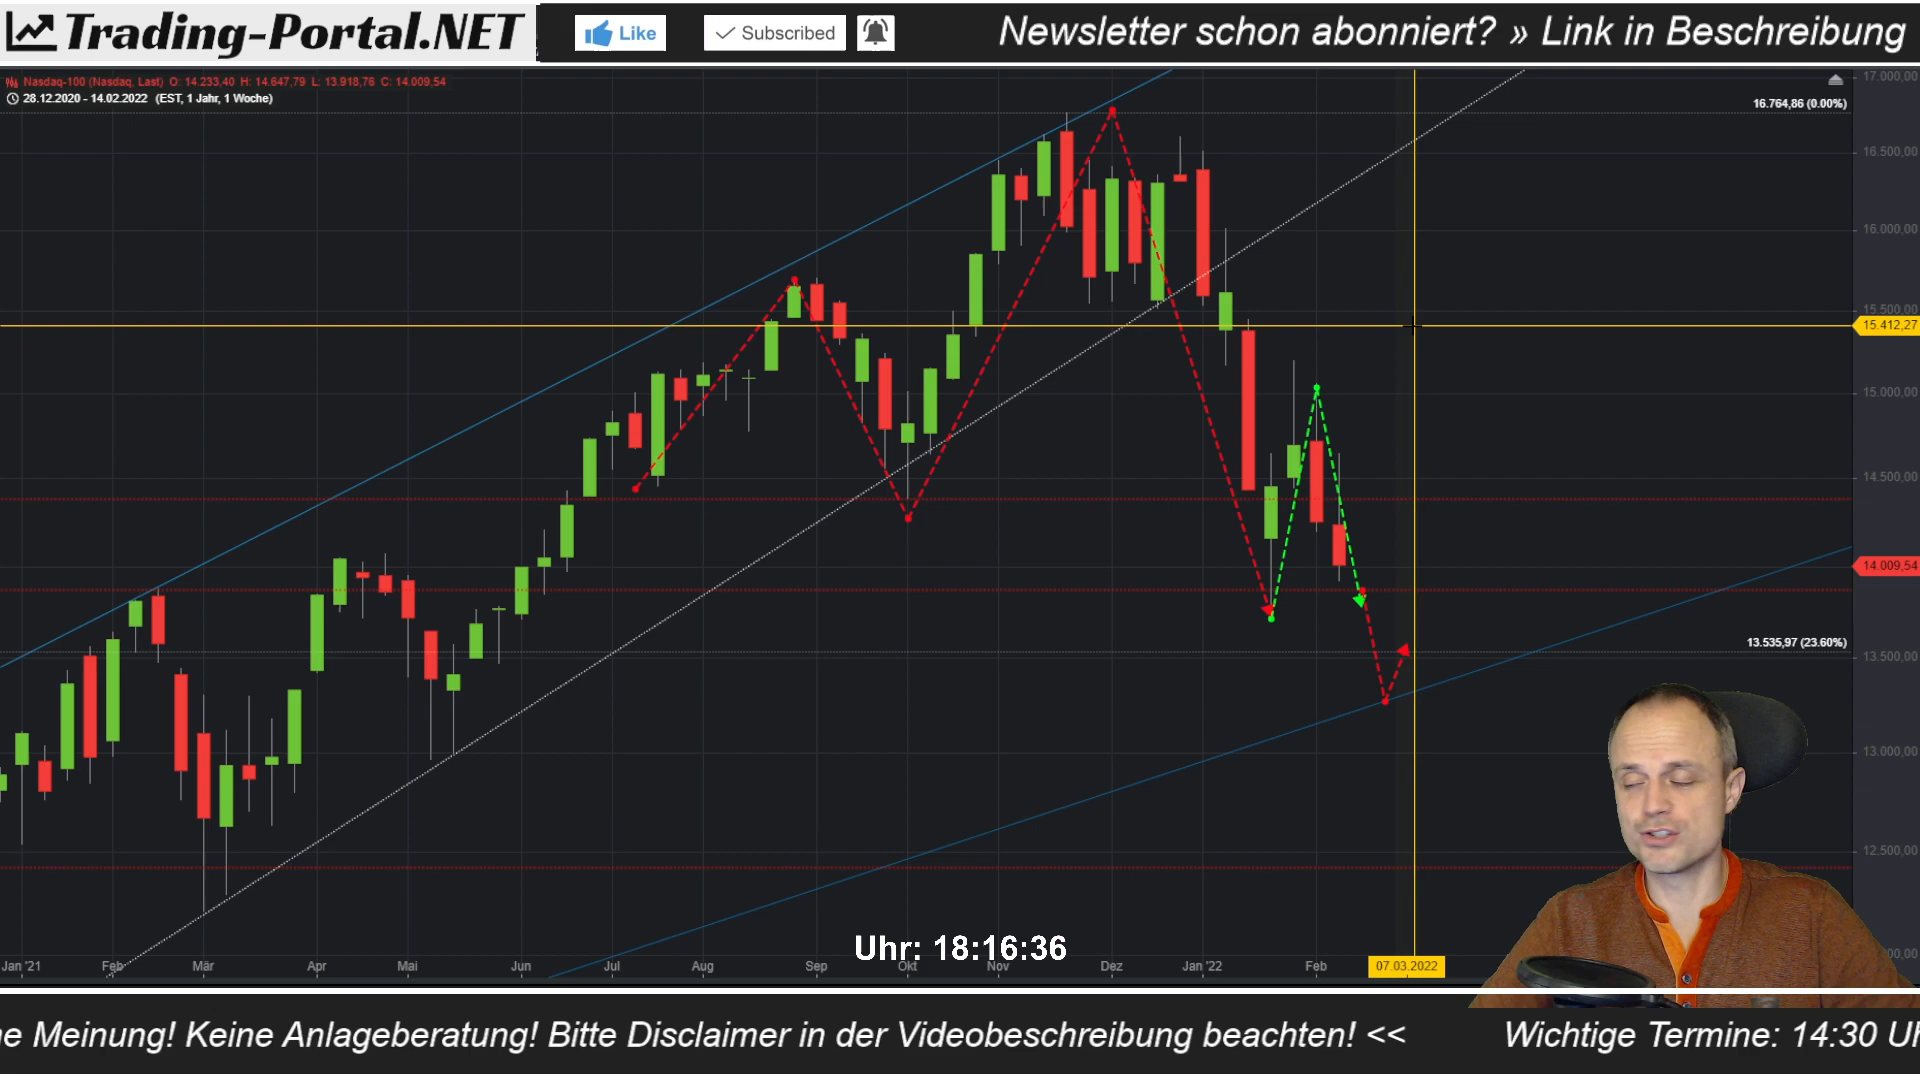 Trading-Portal.NET
Like
Subscribed
Newsletter schon abonniert? » Link in Beschreibung
Nasdaq-100 (Nasdaq, Last) O: 14.233,40 H: 14.647,79 L: 13.918,76 C: 14.009,54
28.12.2020 - 14.02.2022 (EST, 1 Jahr, 1 Woche)
17.000,00
16.764,86 (0.00%)
16.500,00
16.000,00
15.500,00
15.412,27
15.000,00
14.500,00
14.009,54
13.535,97 (23.60%)
13.500,00
13.000,00
12.500,00
Uhr: 18:16:36
Jan '21
Feb
Mär
Apr
Mai
Jun
Jul
Aug
Sep
Okt
Nov
Dez
Jan '22
Feb
07.03.2022
ne Meinung! Keine Anlageberatung! Bitte Disclaimer in der Videobeschreibung beachten! <<
Wichtige Termine: 14:30 Uh